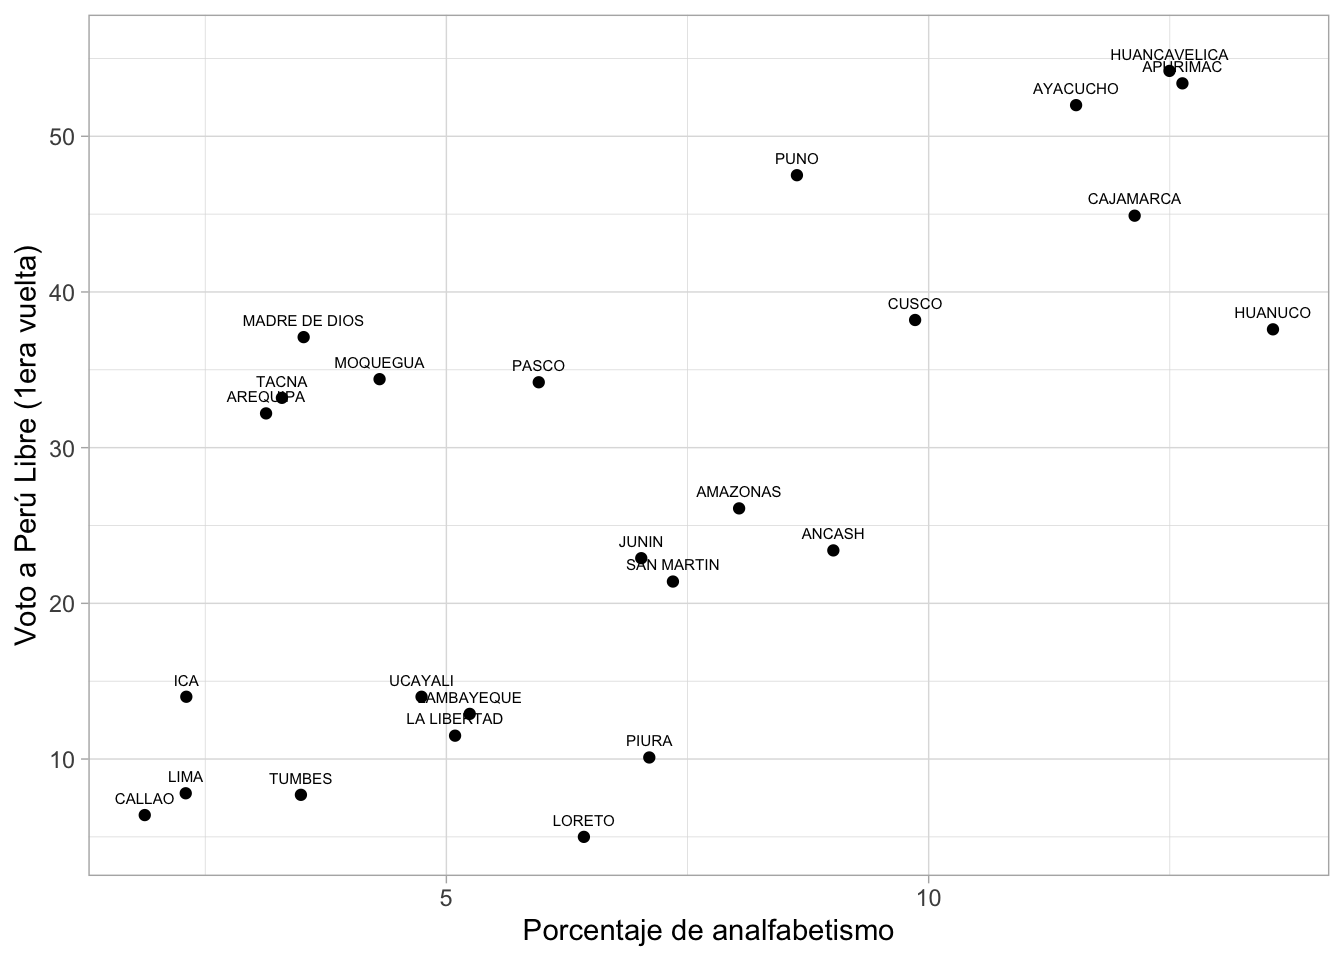 HUANCAVELICA
APURIMAC
AYACUCHO
50
PUNO
CAJAMARCA
40
CUSCO
HUANUCO
MADRE DE DIOS
MOQUEGUA
PASCO
TACNA
AREQUIPA
30
AMAZONAS
ANCASH
JUNIN
SAN MARTIN
20
ICA
UCAYALI
LAMBAYEQUE
LA LIBERTAD
PIURA
10
LIMA
TUMBES
CALLAO
LORETO
5
10
Porcentaje de analfabetismo
Voto a Perú Libre (1era vuelta)